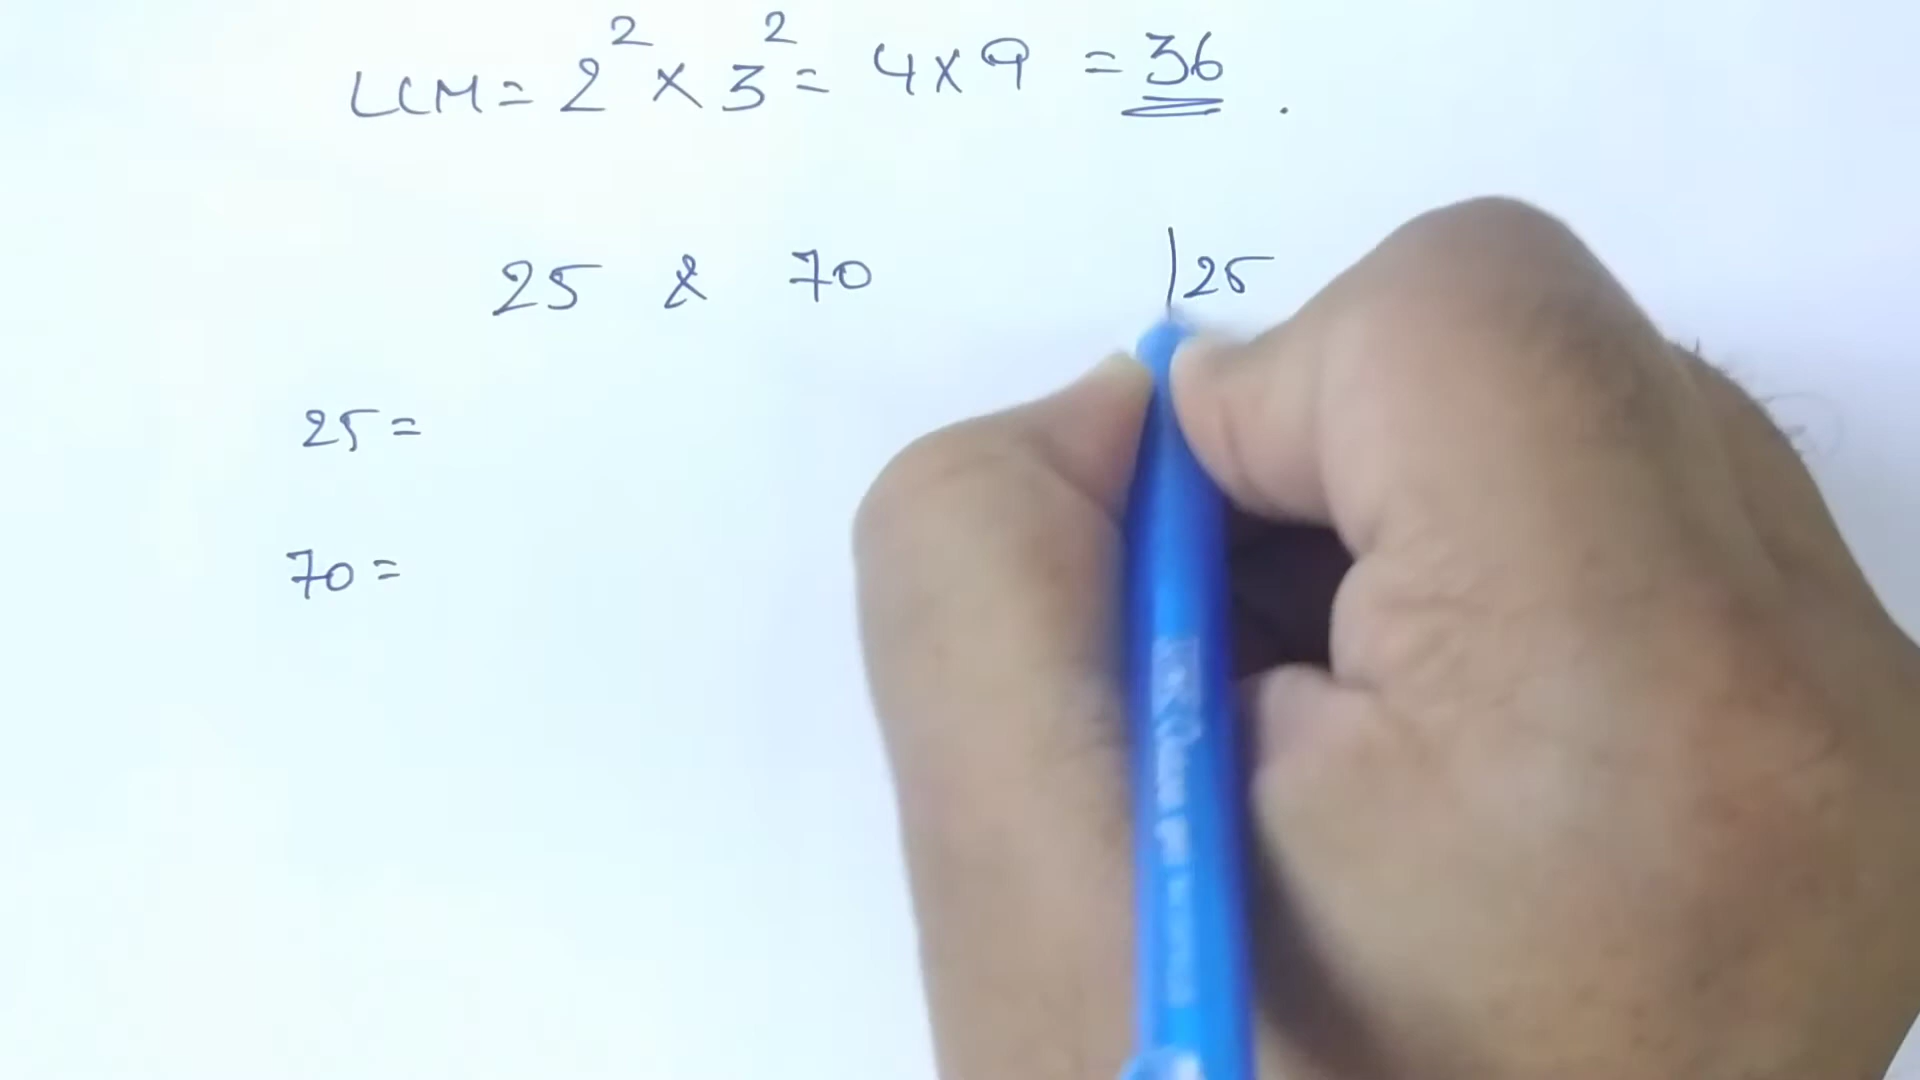 LCM = 2² × 3² = 4 × 9 = 36 .
25 & 70 |25
25 =
70 =